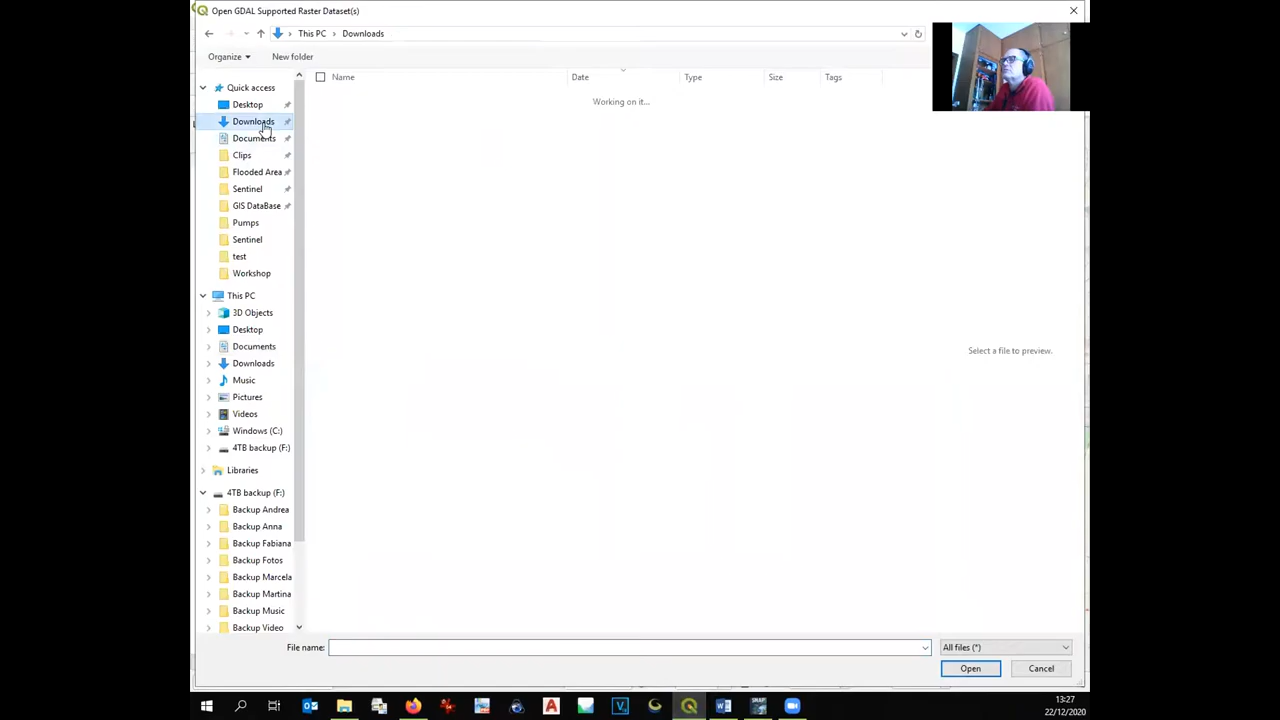 Open GDAL Supported Raster Dataset(s)
This PC > Downloads
Organize
New folder
Name
Date
Type
Size
Tags
Working on it...
Quick access
Desktop
Downloads
Documents
Clips
Flooded Area
Sentinel
GIS DataBase
Pumps
Sentinel
test
Workshop
This PC
3D Objects
Desktop
Documents
Downloads
Music
Pictures
Videos
Windows (C:)
4TB backup (F:)
Libraries
4TB backup (F:)
Backup Andrea
Backup Anna
Backup Fabiana
Backup Fotos
Backup Marcela
Backup Martina
Backup Music
Backup Video
Select a file to preview.
File name:
All files (*)
Open
Cancel
13:27
22/12/2020